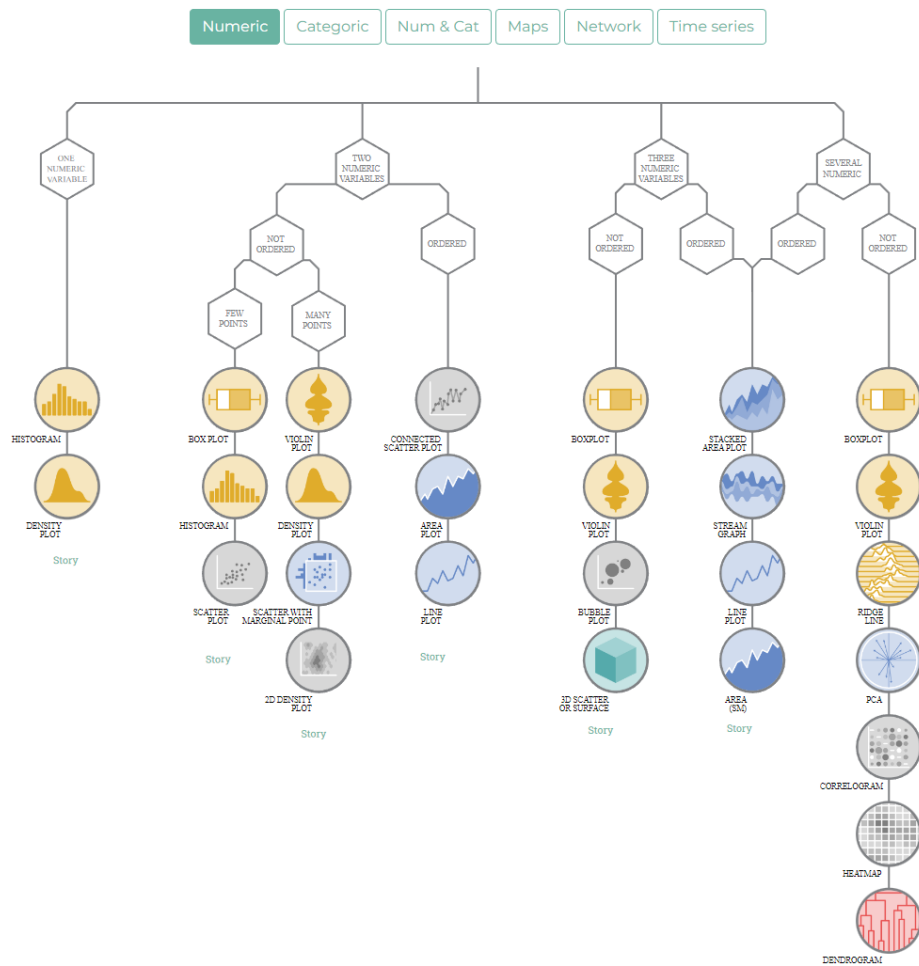 Numeric
Categoric
Num & Cat
Maps
Network
Time series
ONE
NUMERIC
VARIABLE
TWO
NUMERIC
VARIABLES
THREE
NUMERIC
VARIABLES
SEVERAL
NUMERIC
NOT
ORDERED
ORDERED
NOT
ORDERED
ORDERED
ORDERED
NOT
ORDERED
FEW
POINTS
MANY
POINTS
HISTOGRAM
BOX PLOT
VIOLIN
PLOT
CONNECTED
SCATTER PLOT
BOXPLOT
STACKED
AREA PLOT
BOXPLOT
DENSITY
PLOT
HISTOGRAM
DENSITY
PLOT
AREA
PLOT
VIOLIN
PLOT
STREAM
GRAPH
VIOLIN
PLOT
Story
SCATTER
PLOT
SCATTER WITH
MARGINAL POINT
LINE
PLOT
BUBBLE
PLOT
LINE
PLOT
RIDGE
LINE
Story
Story
2D DENSITY
PLOT
3D SCATTER
OR SURFACE
AREA
(SM)
PCA
Story
Story
Story
CORRELOGRAM
HEATMAP
DENDROGRAM